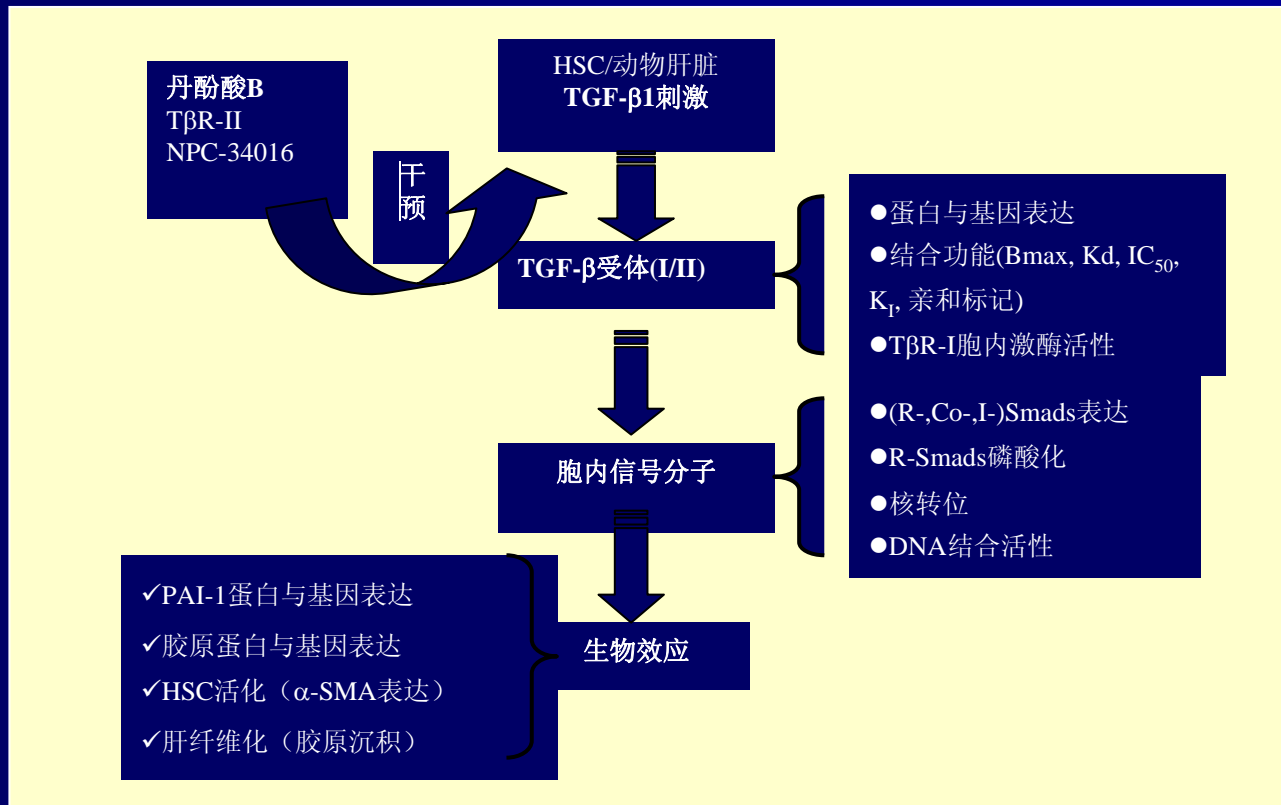 丹酚酸B
TβR-II
NPC-34016
干
预
HSC/动物肝脏
TGF-β1刺激
TGF-β受体(I/II)
●蛋白与基因表达
●结合功能(Bmax, Kd, IC50,
KI, 亲和标记)
●TβR-I胞内激酶活性
胞内信号分子
●(R-,Co-,I-)Smads表达
●R-Smads磷酸化
●核转位
●DNA结合活性
生物效应
✓PAI-1蛋白与基因表达
✓胶原蛋白与基因表达
✓HSC活化（α-SMA表达）
✓肝纤维化（胶原沉积）